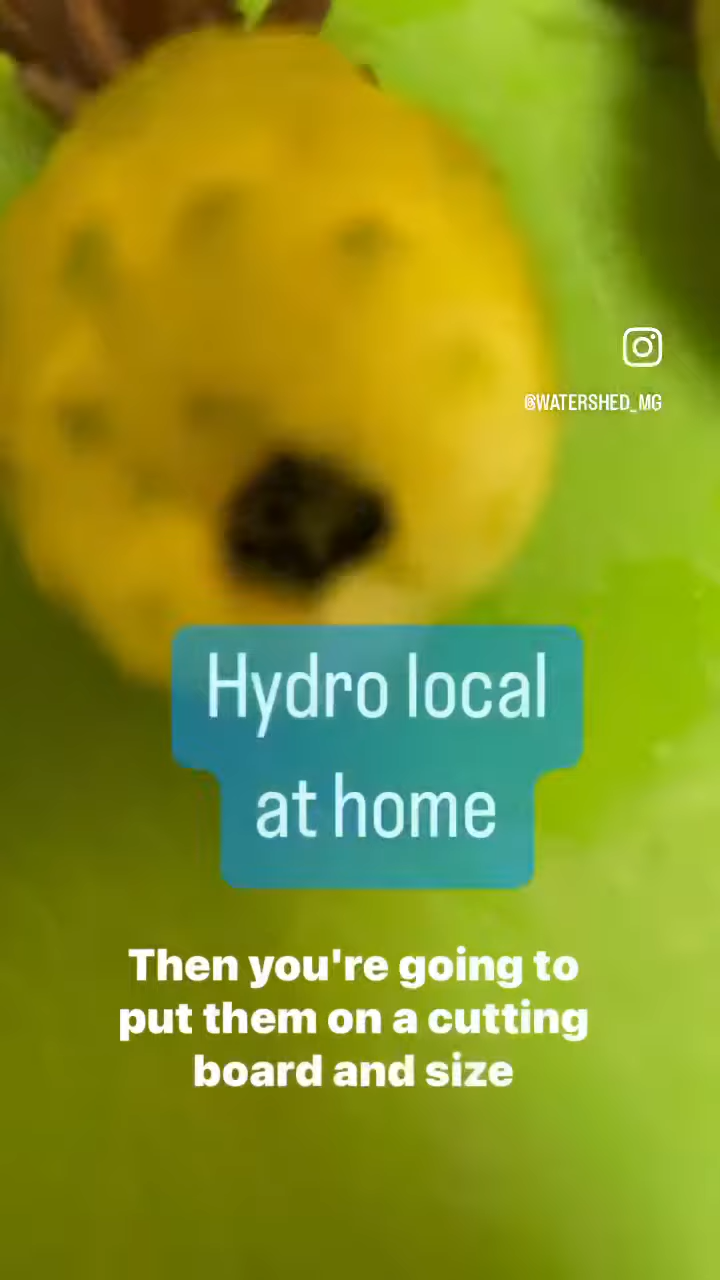 @WATERSHED_MG
Hydro local
at home
Then you're going to
put them on a cutting
board and size